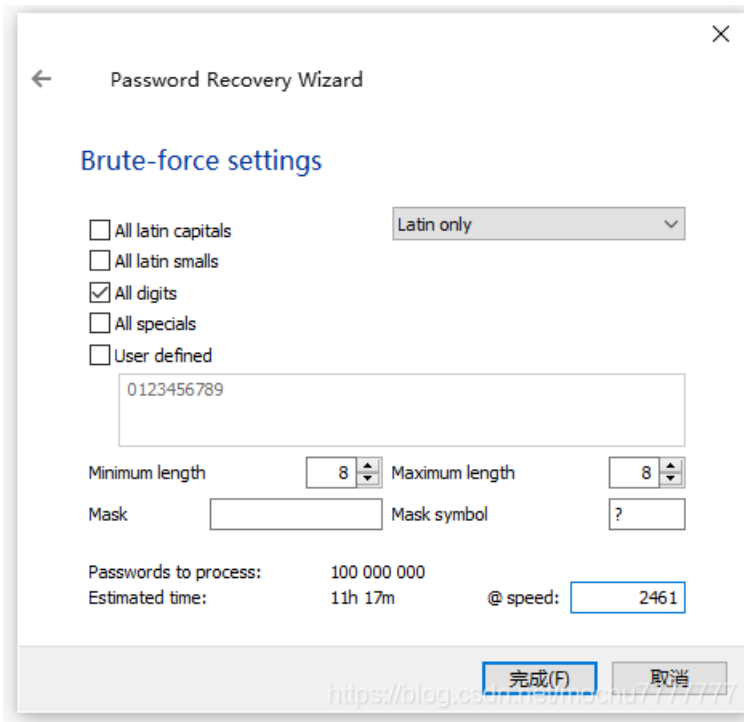 Password Recovery Wizard
Brute-force settings
All latin capitals
Latin only
All latin smalls
All digits
All specials
User defined
0123456789
Minimum length 8 Maximum length 8
Mask Mask symbol ?
Passwords to process: 100 000 000
Estimated time: 11h 17m @ speed: 2461
完成(F) 取消
https://blog.csdn.net/mochu7777777